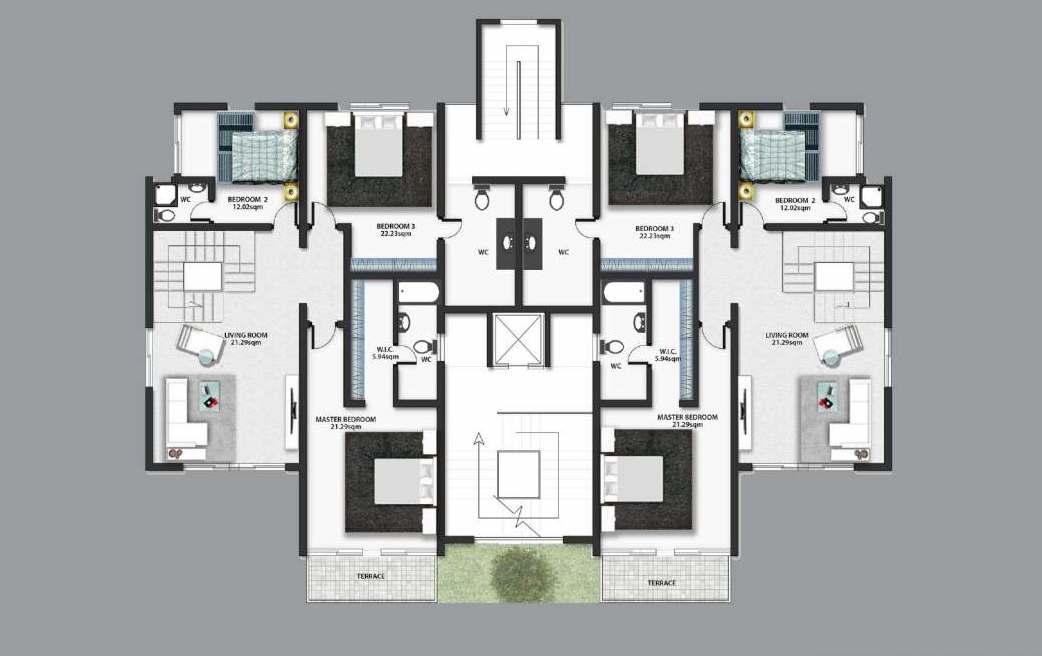 WC
BEDROOM 2
12.02sqm
BEDROOM 3
22.23sqm
WC
WC
BEDROOM 3
22.23sqm
BEDROOM 2
12.02sqm
WC
LIVING ROOM
21.29sqm
W.I.C.
5.94sqm
WC
WC
W.I.C.
5.94sqm
LIVING ROOM
21.29sqm
MASTER BEDROOM
21.29sqm
MASTER BEDROOM
21.29sqm
TERRACE
TERRACE